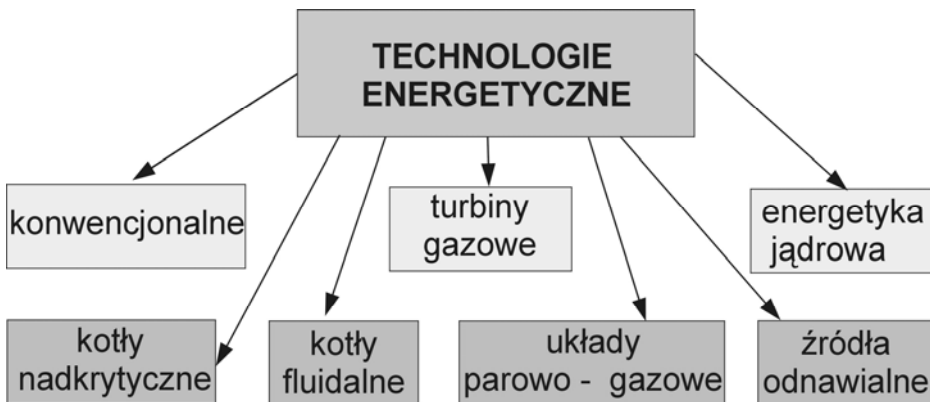 TECHNOLOGIE
ENERGETYCZNE
konwencjonalne
turbiny
gazowe
energetyka
jądrowa
kotły
nadkrytyczne
kotły
fluidalne
układy
parowo - gazowe
źródła
odnawialne